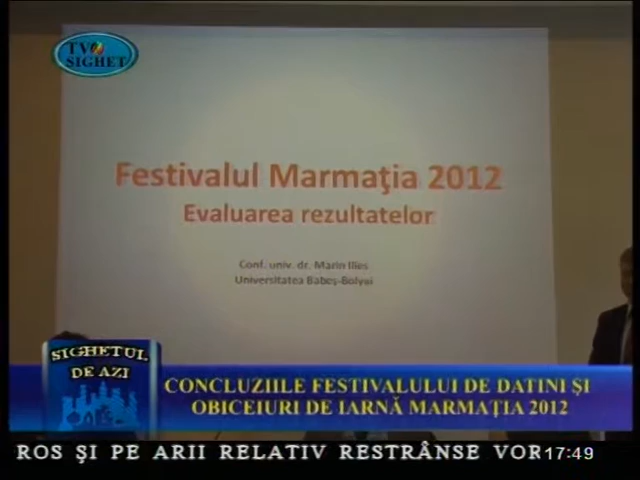 TV
SIGHET
Festivalul Marmaţia 2012
Evaluarea rezultatelor
Conf. univ. dr. Marin Ilieş
Universitatea Babeş-Bolyai
SIGHETUL
DE AZI
CONCLUZIILE FESTIVALULUI DE DATINI ŞI
OBICEIURI DE IARNĂ MARMAŢIA 2012
ROS ŞI PE ARII RELATIV RESTRÂNSE VOR
17:49